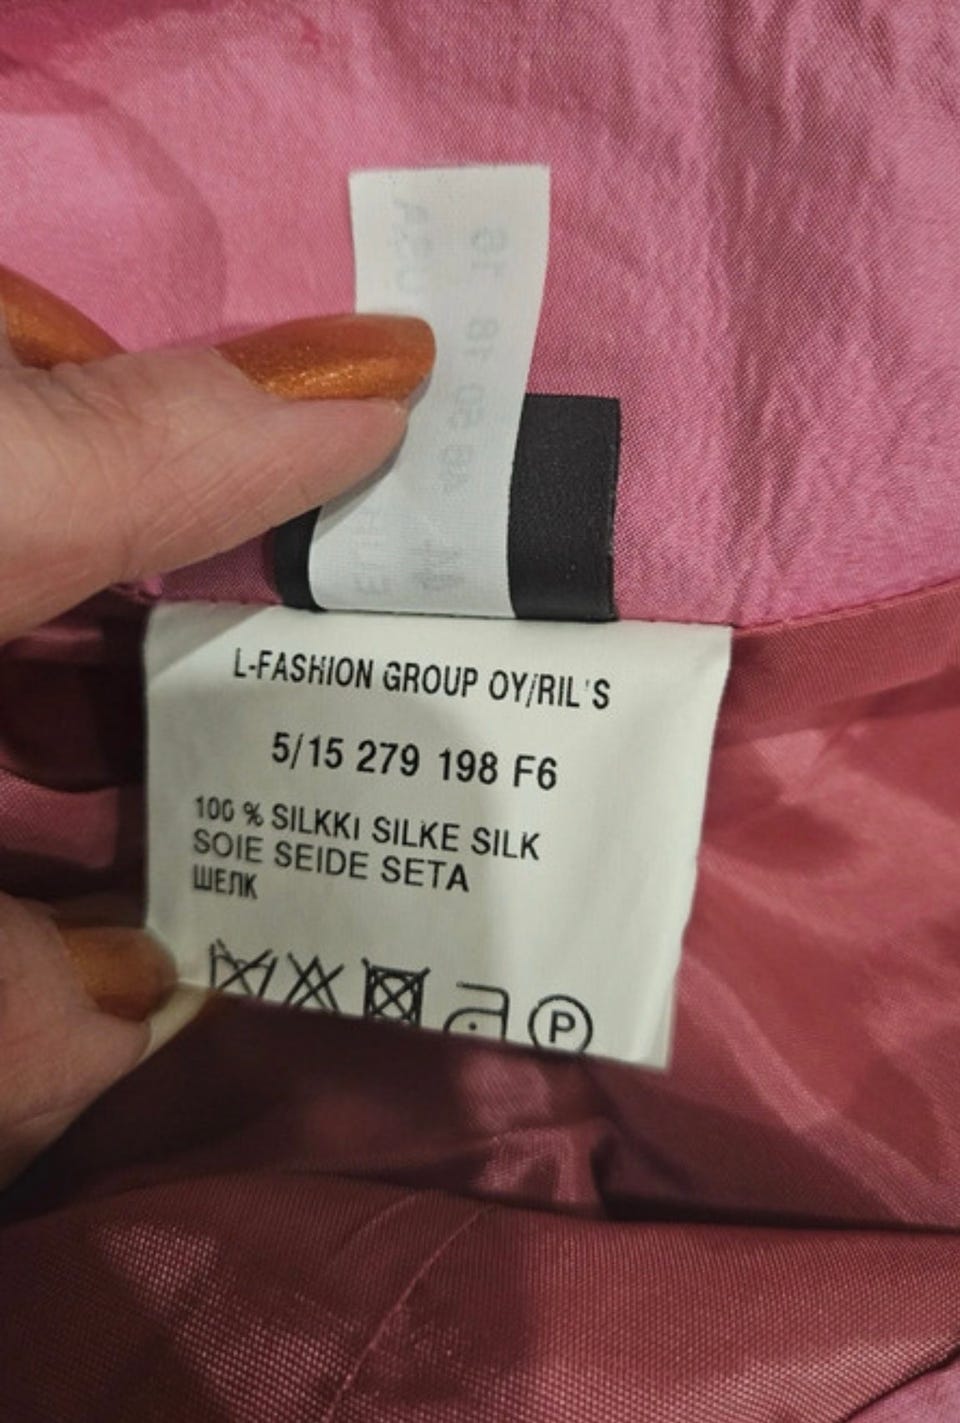 L-FASHION GROUP OY/RIL'S
5/15 279 198 F6
100 % SILKKI SILKE SILK
SOIE SEIDE SETA
ШЕЛК
P